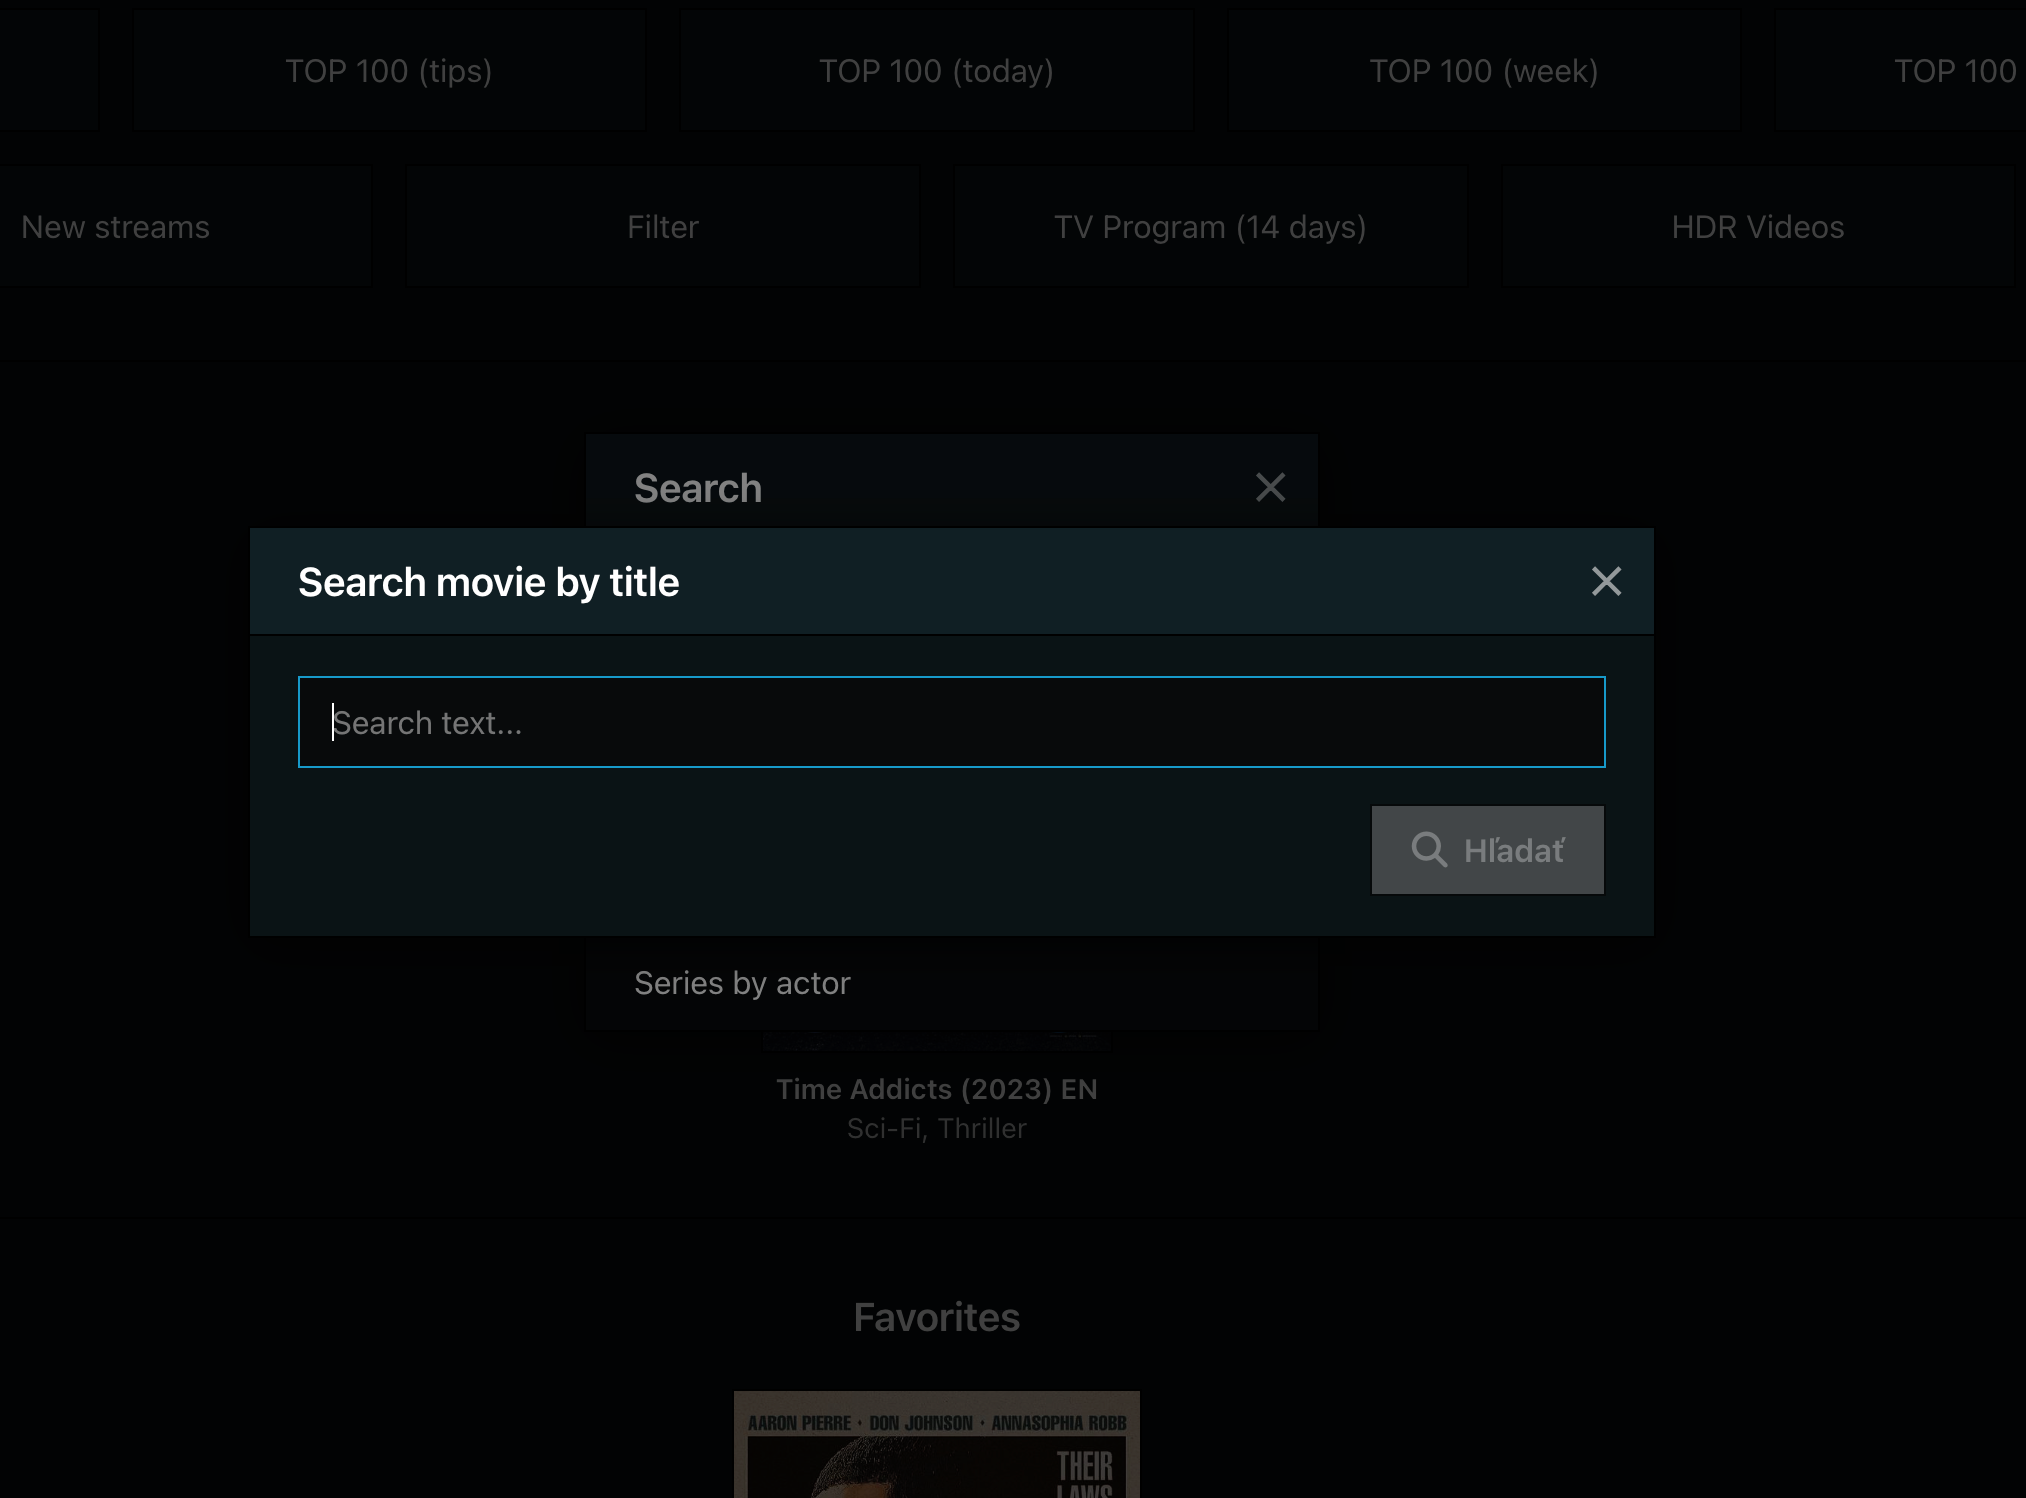 TOP 100 (tips)
TOP 100 (today)
TOP 100 (week)
TOP 100
New streams
Filter
TV Program (14 days)
HDR Videos
Search
Search movie by title
Search text...
Hľadať
Series by actor
Time Addicts (2023) EN
Sci-Fi, Thriller
Favorites
AARON PIERRE · DON JOHNSON · ANNASOPHIA ROBB
THEIR
LAWS